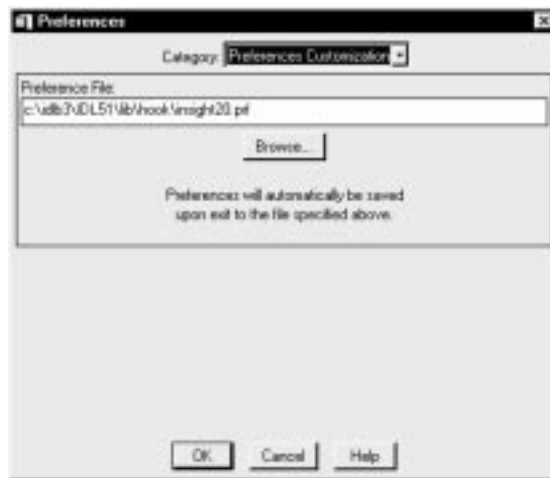 Preferences
Category: Preferences Customization
Preference File:
c:\idb3\IDL51\lib\hook\insight20.prf
Browse...
Preferences will automatically be saved
upon exit to the file specified above.
OK Cancel Help